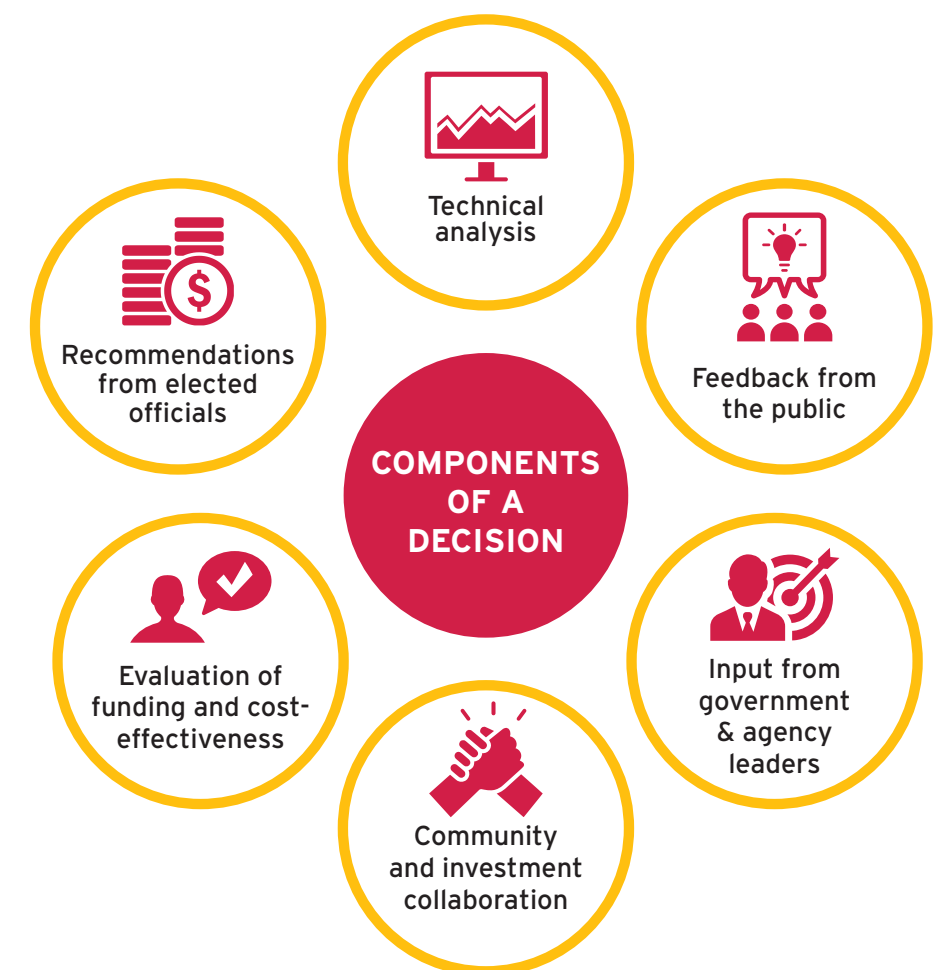 Technical
analysis
Feedback from
the public
Input from
government
& agency
leaders
Community
and investment
collaboration
Evaluation of
funding and cost-
effectiveness
Recommendations
from elected
officials
$
COMPONENTS
OF A
DECISION